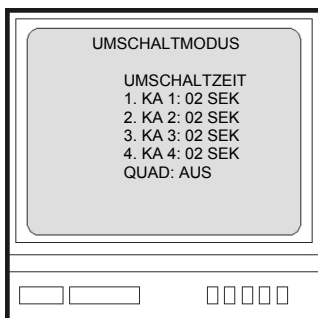 UMSCHALTMODUS
UMSCHALTZEIT
1. KA 1: 02 SEK
2. KA 2: 02 SEK
3. KA 3: 02 SEK
4. KA 4: 02 SEK
QUAD: AUS